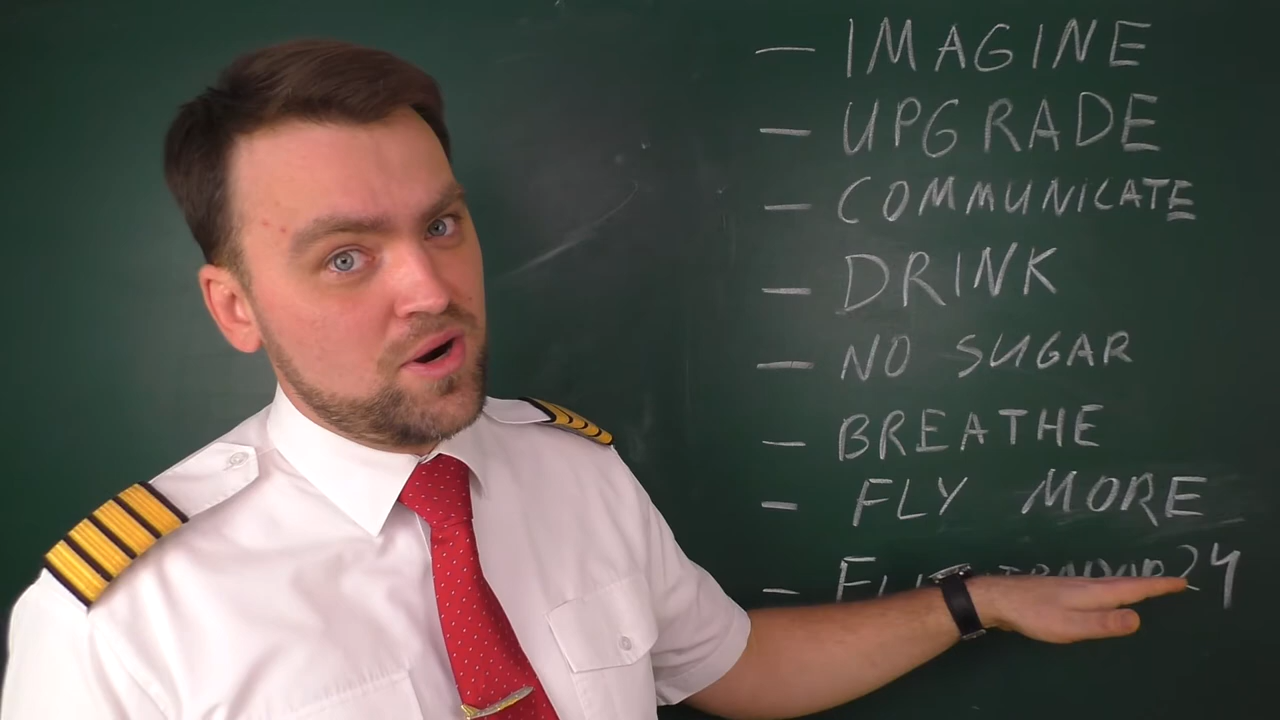 — IMAGINE
— UPGRADE
— COMMUNICATE
— DRINK
— NO SUGAR
— BREATHE
— FLY MORE